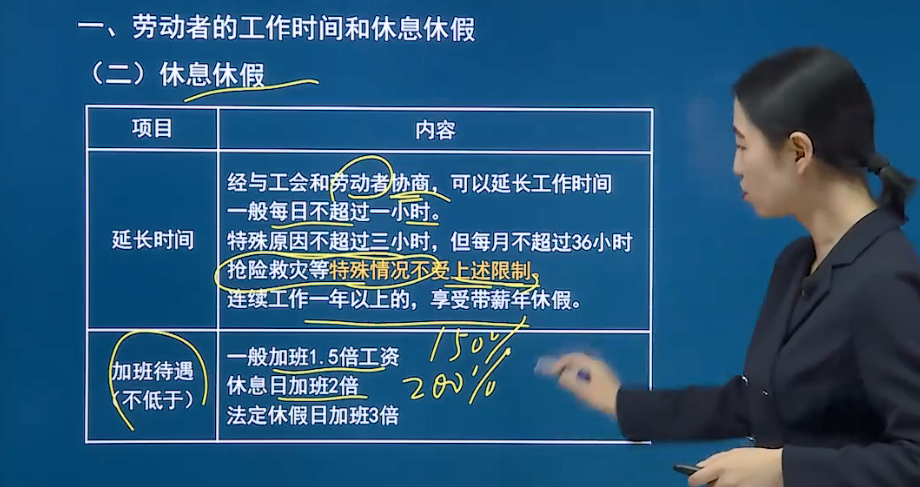 一、劳动者的工作时间和休息休假
（二）休息休假
项目
内容
延长时间
经与工会和劳动者协商，可以延长工作时间
一般每日不超过一小时。
特殊原因不超过三小时，但每月不超过36小时
抢险救灾等特殊情况不受上述限制。
连续工作一年以上的，享受带薪年休假。
加班待遇
（不低于）
一般加班1.5倍工资
休息日加班2倍
法定休假日加班3倍
150%
200%